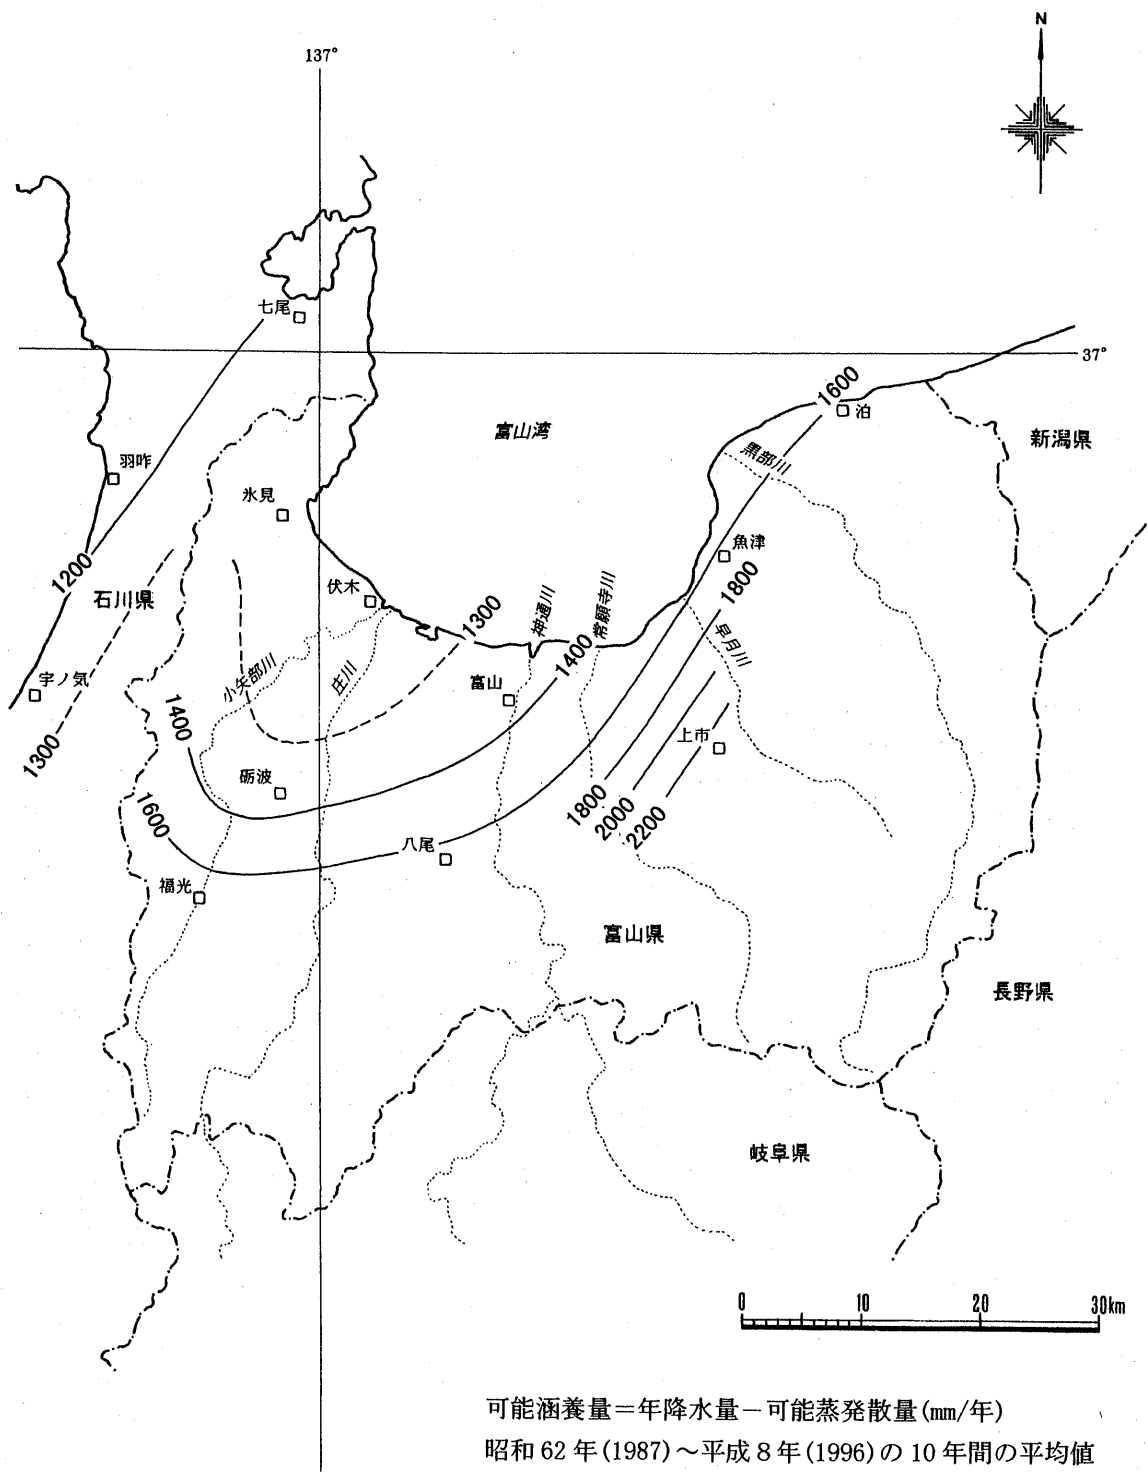 N
137°
七尾
37°
1600
泊
富山湾
新潟県
黒部川
羽咋
氷見
魚津
1200
石川県
伏木
1300
神通川
常願寺川
1800
早月川
1400
小矢部川
庄川
富山
宇ノ気
1400
1300
上市
砺波
1600
1800
2000
2200
八尾
福光
富山県
長野県
岐阜県
0 10 20 30km
可能涵養量=年降水量-可能蒸発散量(mm/年)
昭和62年(1987)~平成8年(1996)の10年間の平均値